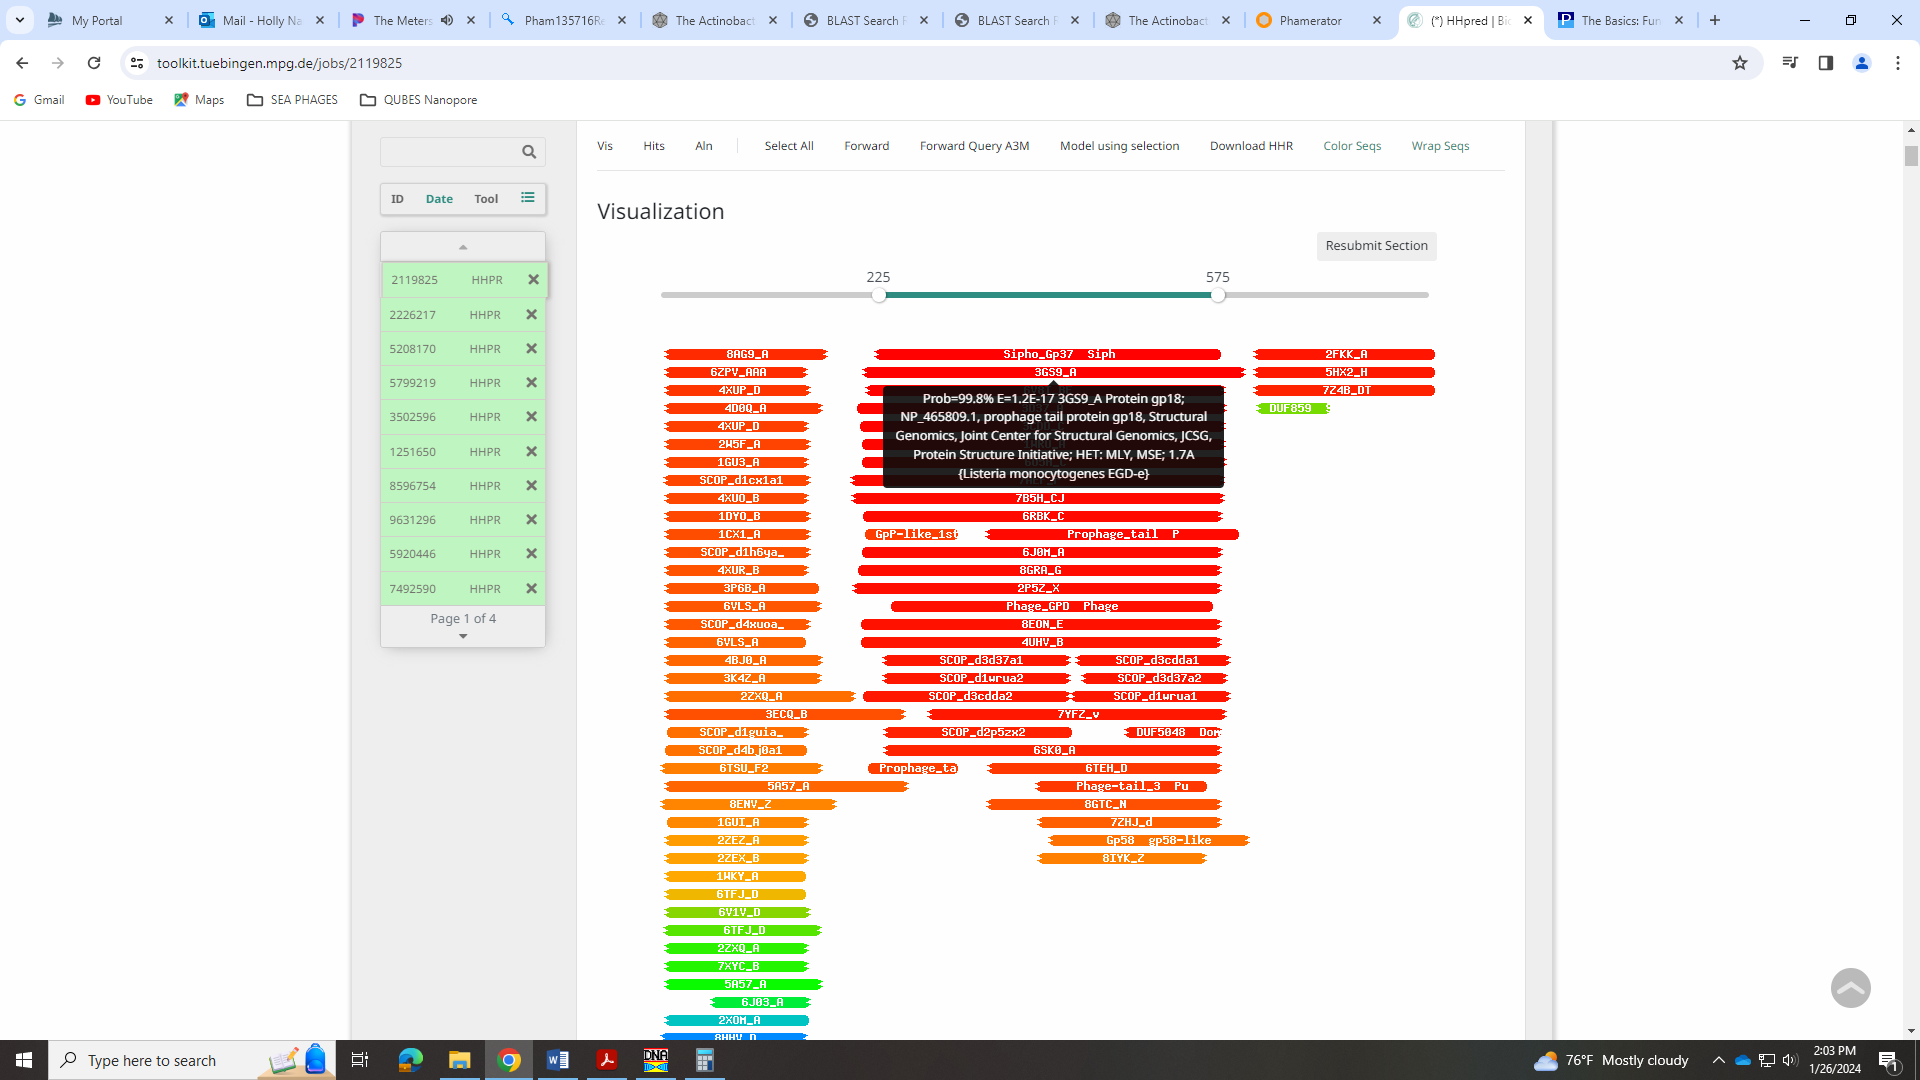 My Portal
Mail - Holly Na
The Meters
Pham135716Re
The Actinobact
BLAST Search R
BLAST Search R
The Actinobact
Phamerator
(*) HHpred | Bio
The Basics: Fun
toolkit.tuebingen.mpg.de/jobs/2119825
Gmail
YouTube
Maps
SEA PHAGES
QUBES Nanopore
Vis Hits Aln Select All Forward Forward Query A3M Model using selection Download HHR Color Seqs Wrap Seqs
ID Date Tool
2119825 HHPR
2226217 HHPR
5208170 HHPR
5799219 HHPR
3502596 HHPR
1251650 HHPR
8596754 HHPR
9631296 HHPR
5920446 HHPR
7492590 HHPR
Page 1 of 4
Visualization
Resubmit Section
225 575
8AG9_A Sipho_Gp37 Siph 2FKK_A
6ZPV_AAA 3GS9_A 5HX2_H
4XUP_D 7Z4B_DT
4D0Q_A DUF859
Prob=99.8% E=1.2E-17 3GS9_A Protein gp18;
NP_465809.1, prophage tail protein gp18, Structural
Genomics, Joint Center for Structural Genomics, JCSG,
Protein Structure Initiative; HET: MLY, MSE; 1.7A
{Listeria monocytogenes EGD-e}
4XUP_D
2W5F_A
1GU3_A
SCOP_d1cx1a1
4XUO_B 7B5H_CJ
1DYO_B 6RBK_C
1CX1_A GpP-like_1st Prophage_tail P
SCOP_d1h6ya_ 6J0M_A
4XUR_B 8GRA_G
3P6B_A 2P5Z_X
6VLS_A Phage_GPD Phage
SCOP_d4xuoa_ 8EON_E
6VLS_A 4UHV_B
4BJ0_A SCOP_d3d37a1 SCOP_d3cdda1
3K4Z_A SCOP_d1wrua2 SCOP_d3d37a2
2ZXQ_A SCOP_d3cdda2 SCOP_d1wrua1
3ECQ_B 7YFZ_v
SCOP_d1guia_ SCOP_d2p5zx2 DUF5048 Dom
SCOP_d4bj0a1 6SK0_A
6TSU_F2 Prophage_ta 6TEH_D
5A57_A Phage-tail_3 Pu
8ENV_Z 8GTC_N
1GUI_A 7ZHJ_d
2ZEZ_A Gp58 gp58-like
2ZEX_B 8IYK_Z
1WKY_A
6TFJ_D
6V1V_D
6TFJ_D
2ZXQ_A
7XYC_B
5A57_A
6J03_A
2XOM_A
Type here to search
76°F Mostly cloudy
2:03 PM
1/26/2024
1